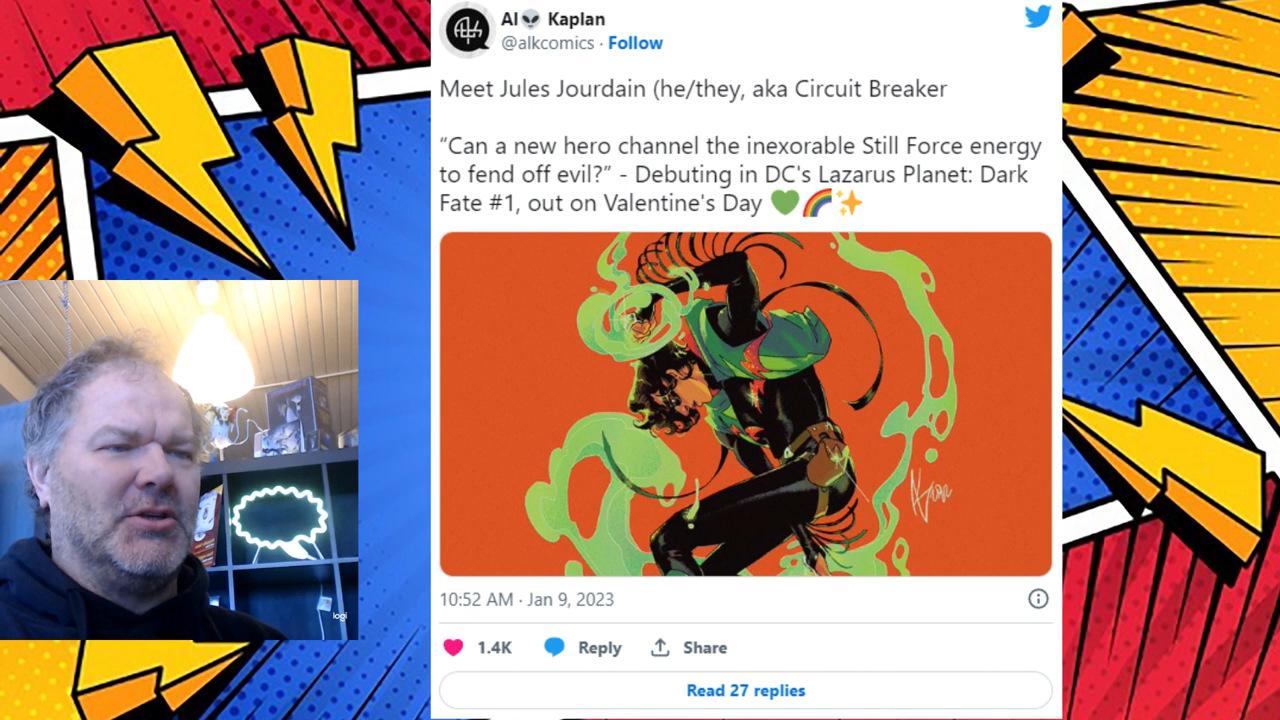 Al👽 Kaplan
@alkcomics · Follow
Meet Jules Jourdain (he/they, aka Circuit Breaker
“Can a new hero channel the inexorable Still Force energy
to fend off evil?” - Debuting in DC's Lazarus Planet: Dark
Fate #1, out on Valentine's Day 💚🌈✨
10:52 AM · Jan 9, 2023
1.4K Reply Share
Read 27 replies
logi